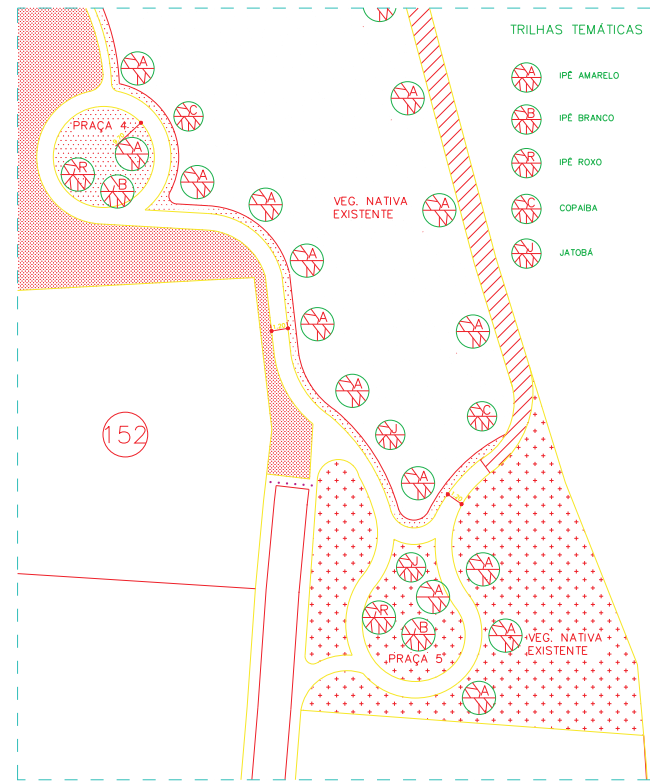 TRILHAS TEMÁTICAS
A IPÊ AMARELO
B IPÊ BRANCO
R IPÊ ROXO
C COPAIBA
J JATOBÁ
A
A
A
C
PRAÇA 4
A
R
B
A
A
VEG. NATIVA
EXISTENTE
A
A
A
A
A
C
J
152
A
J
A
A
R
B
PRAÇA 5
A
VEG. NATIVA
EXISTENTE
A